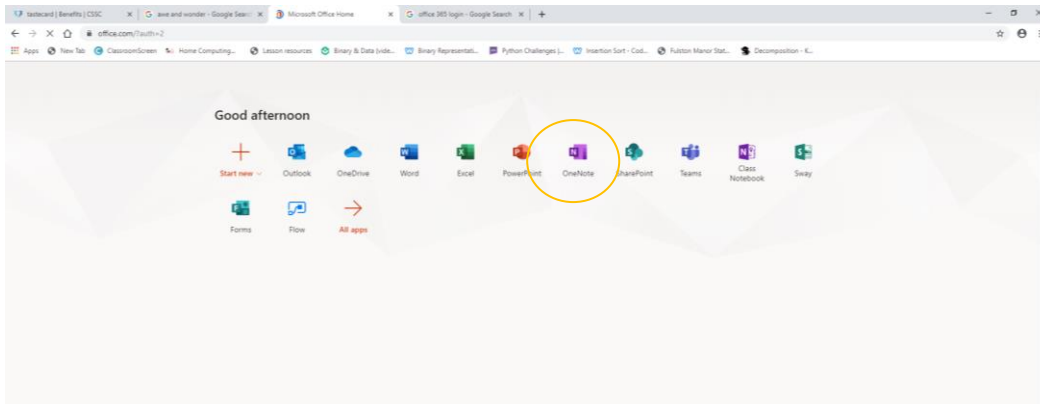 tastecard | Benefits | CSSC
awe and wonder - Google Sear
Microsoft Office Home
office 365 login - Google Search
office.com/?auth=2
Apps New Tab ClassroomScreen Home Computing... Lesson resources Binary & Data (vide... Binary Representati... Python Challenges |... Insertion Sort - Cod... Fulston Manor Stat... Decomposition - K...
Good afternoon
Start new Outlook OneDrive Word Excel PowerPoint OneNote SharePoint Teams Class Notebook Sway
Forms Flow All apps